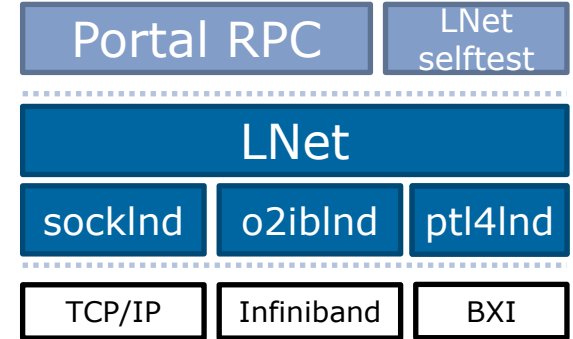 Portal RPC
LNet
selftest
LNet
socklnd
o2iblnd
ptl4lnd
TCP/IP
Infiniband
BXI